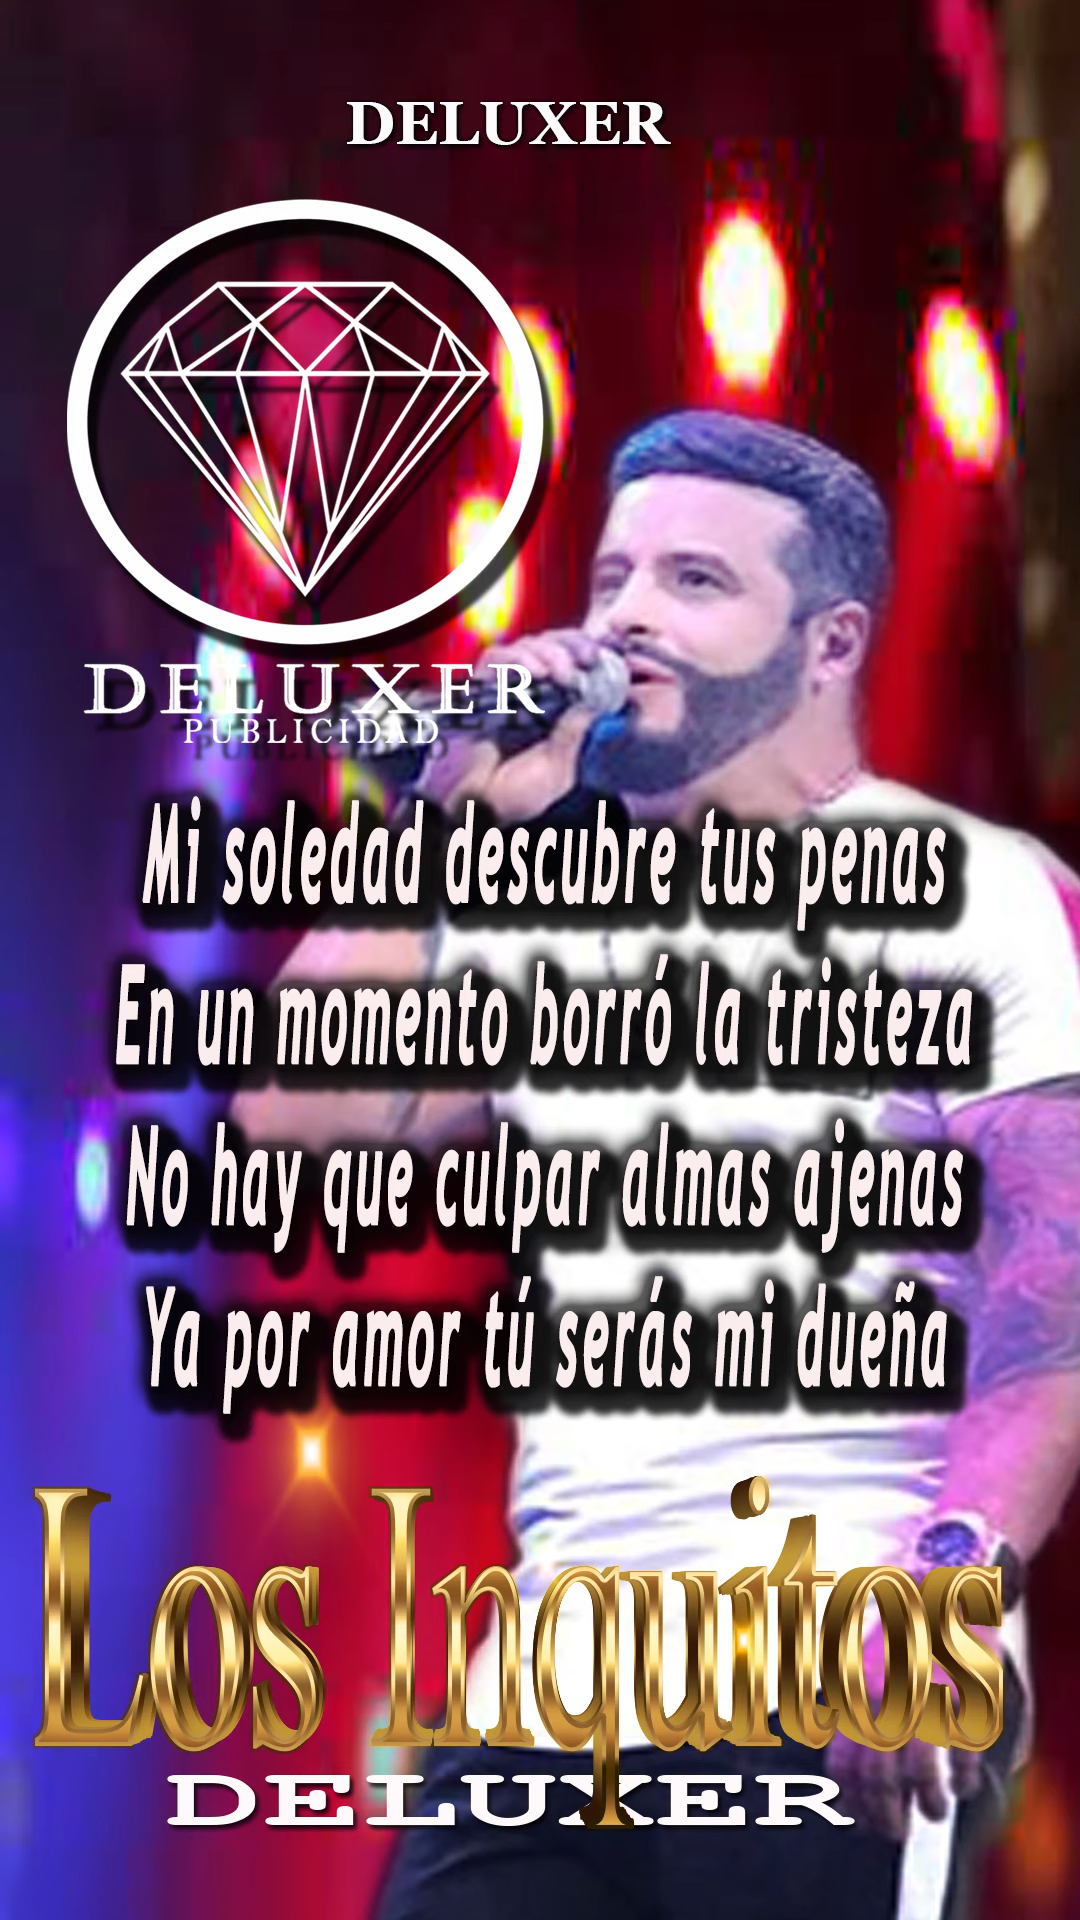 DELUXER
DELUXER
PUBLICIDAD
Mi soledad descubre tus penas
En un momento borró la tristeza
No hay que culpar almas ajenas
Ya por amor tú serás mi dueña
Los Inquitos
DELUXER